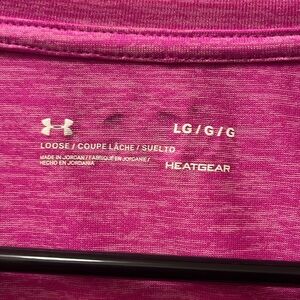 LG / G / G
LOOSE / COUPE LÂCHE / SUELTO
MADE IN JORDAN / FABRIQUÉ EN JORDANIE /
HECHO EN JORDANIA
HEATGEAR